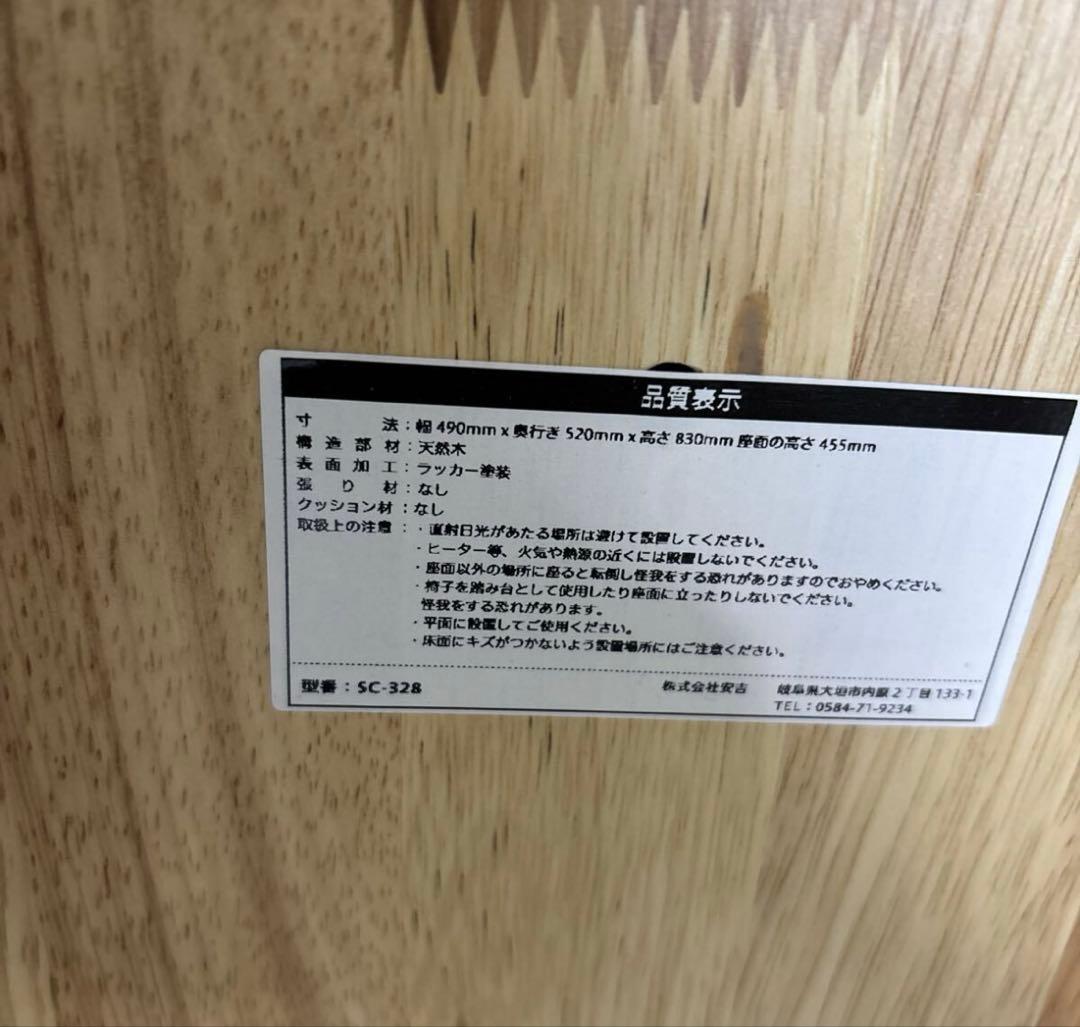 品質表示
寸法：幅 490mm x 奥行き 520mm x 高さ 830mm 座面の高さ 455mm
構造部材：天然木
表面加工：ラッカー塗装
張り材：なし
クッション材：なし
取扱上の注意：・直射日光があたる場所は避けて設置してください。
・ヒーター等、火気や熱源の近くには設置しないでください。
・座面以外の場所に座ると転倒し怪我をする恐れがありますのでおやめください。
・椅子を踏み台として使用したり座面に立ったりしないでください。
怪我をする恐れがあります。
・平面に設置してご使用ください。
・床面にキズがつかないよう設置場所にはご注意ください。
型番：SC-328 株式会社安吉 岐阜県大垣市内原2丁目133-1
TEL：0584-71-9234